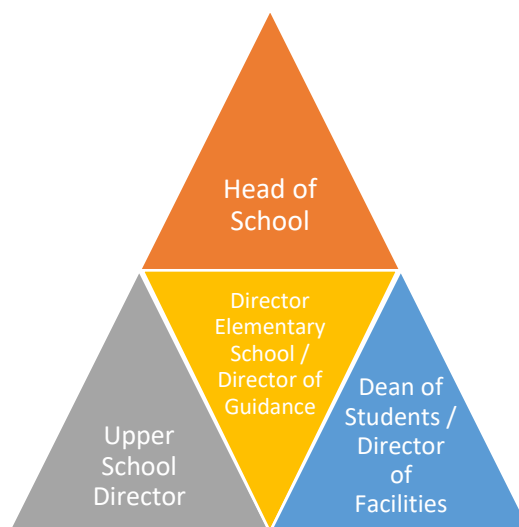 Head of
School
Director
Elementary
School /
Director of
Guidance
Upper
School
Director
Dean of
Students /
Director
of
Facilities